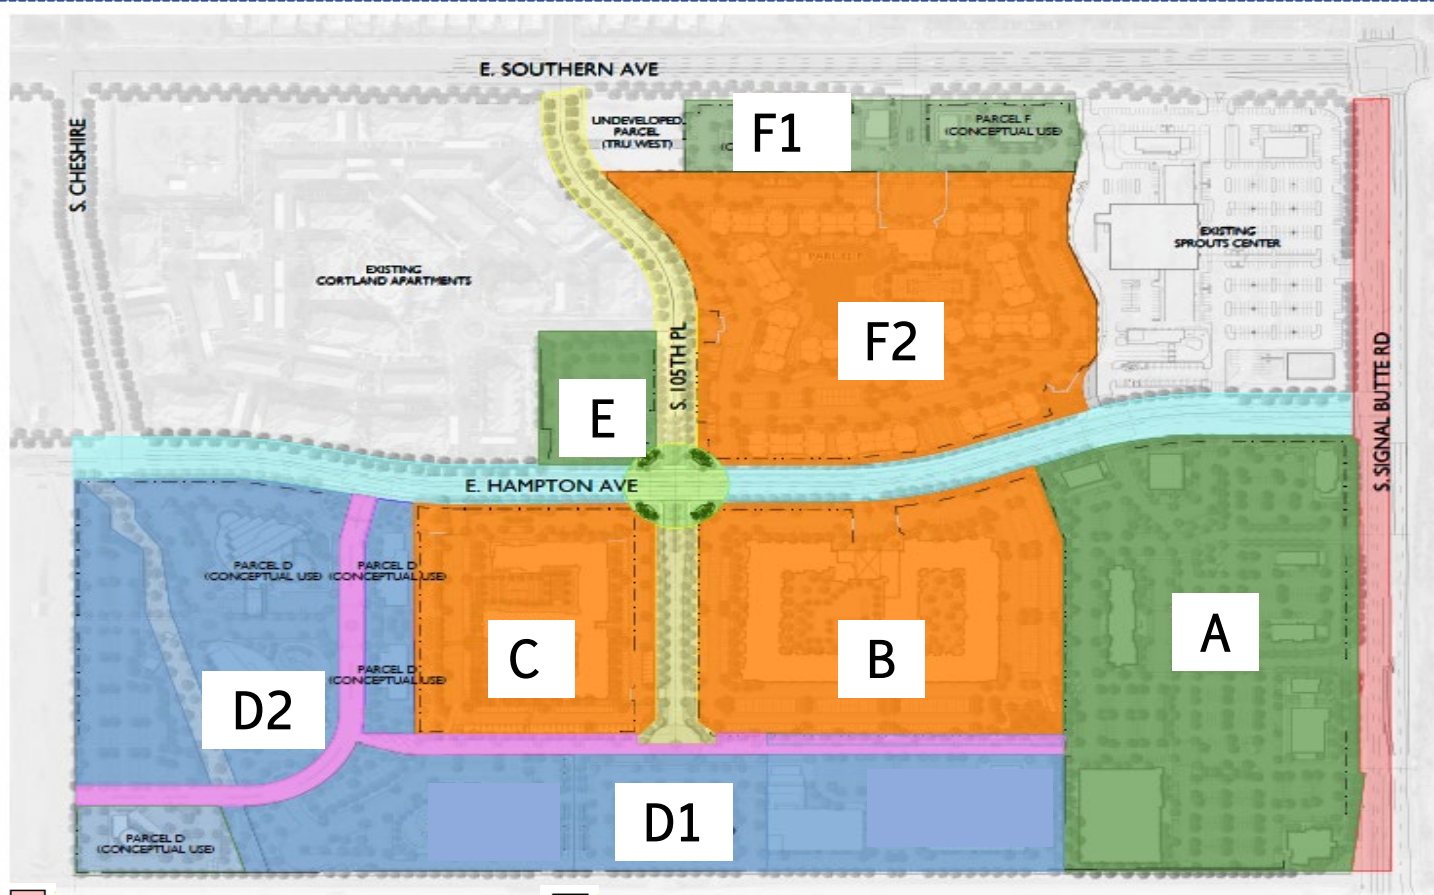 E. SOUTHERN AVE
S. CHESHIRE
UNDEVELOPED
PARCEL
(TRU WEST)
F1
PARCEL F
(CONCEPTUAL USE)
EXISTING
SPROUTS CENTER
EXISTING
CORTLAND APARTMENTS
PARCEL F
F2
S. 105TH PL
S. SIGNAL BUTTE RD
E
E. HAMPTON AVE
PARCEL D
(CONCEPTUAL USE)
PARCEL D
(CONCEPTUAL USE)
A
C
B
PARCEL D
(CONCEPTUAL USE)
D2
D1
PARCEL D
(CONCEPTUAL USE)